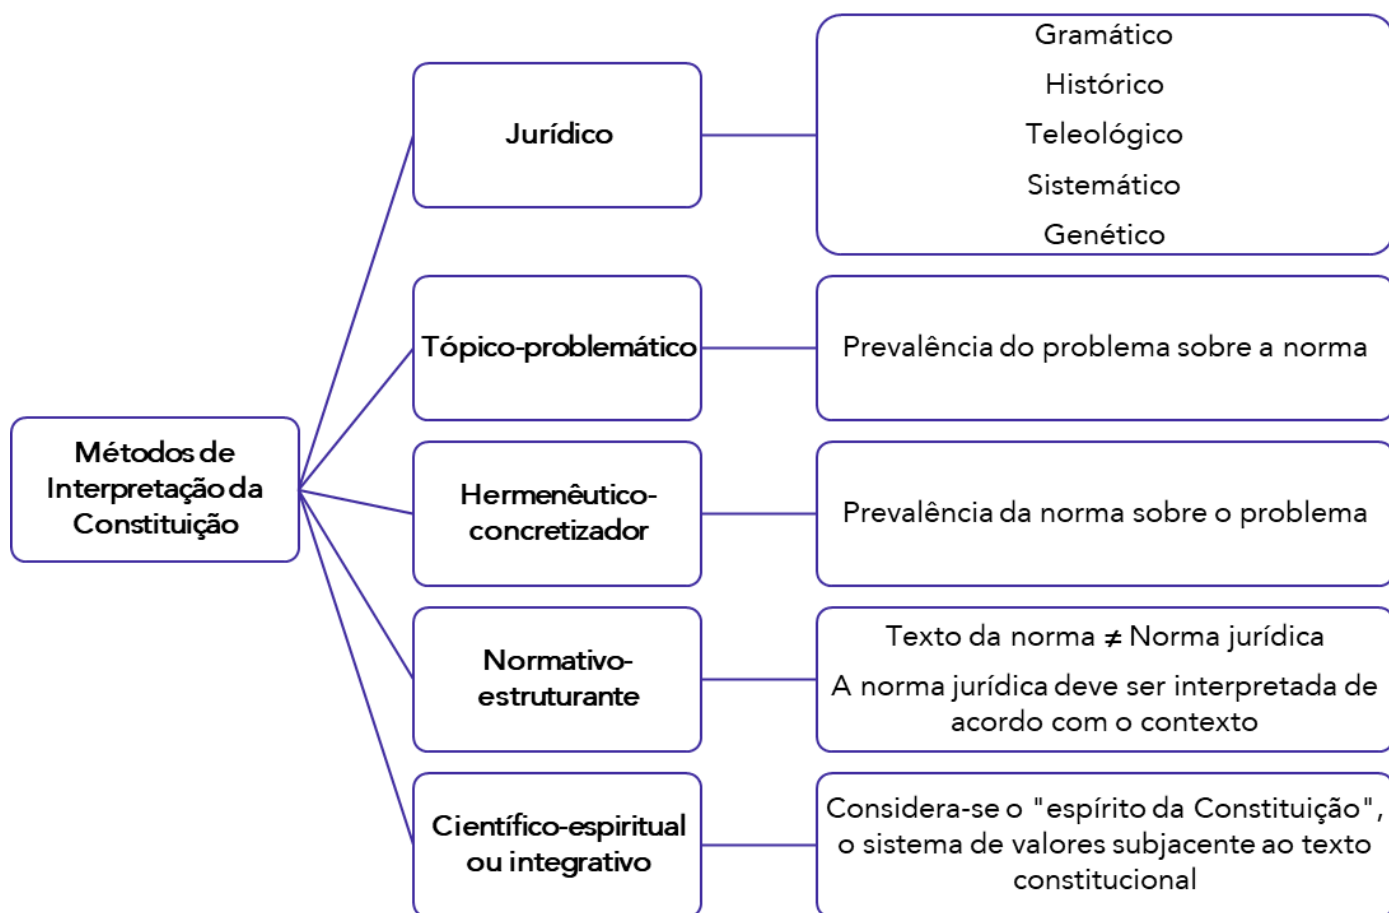 Métodos de
Interpretação da
Constituição
Jurídico
Gramático
Histórico
Teleológico
Sistemático
Genético
Tópico-problemático
Prevalência do problema sobre a norma
Hermenêutico-
concretizador
Prevalência da norma sobre o problema
Normativo-
estruturante
Texto da norma ≠ Norma jurídica
A norma jurídica deve ser interpretada de
acordo com o contexto
Científico-espiritual
ou integrativo
Considera-se o "espírito da Constituição",
o sistema de valores subjacente ao texto
constitucional